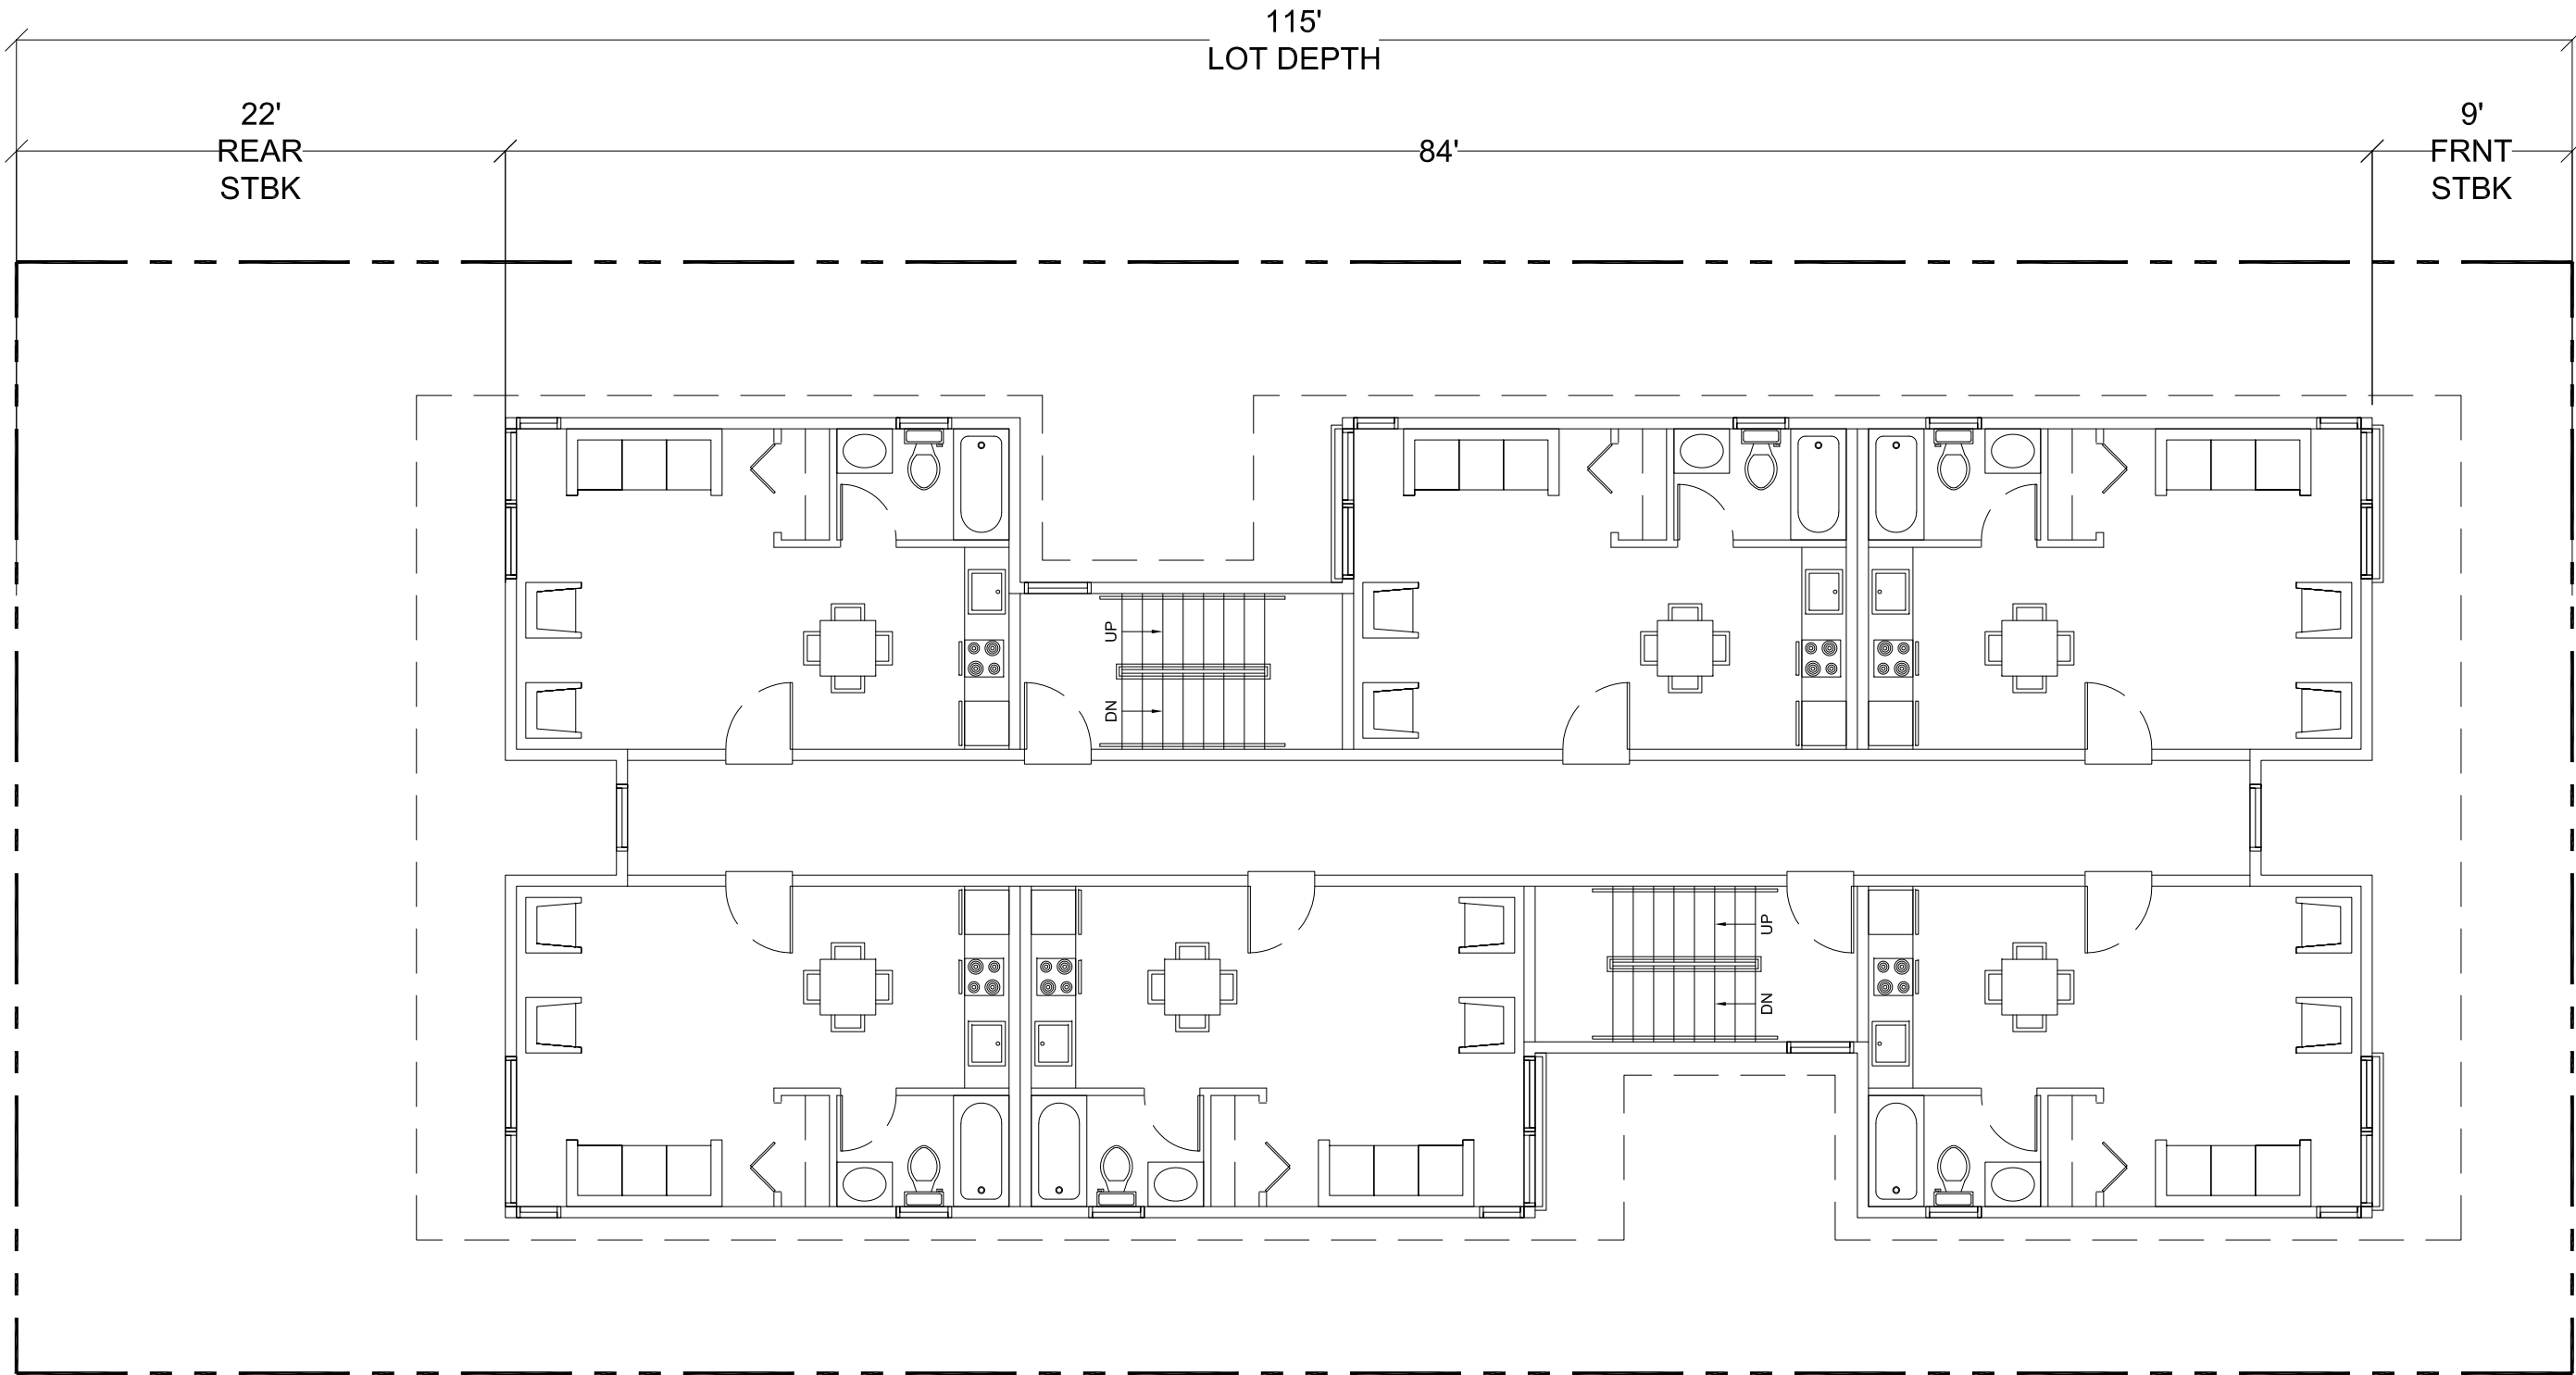 115'
LOT DEPTH
22'
REAR
STBK
84'
9'
FRNT
STBK
UP
DN
UP
DN